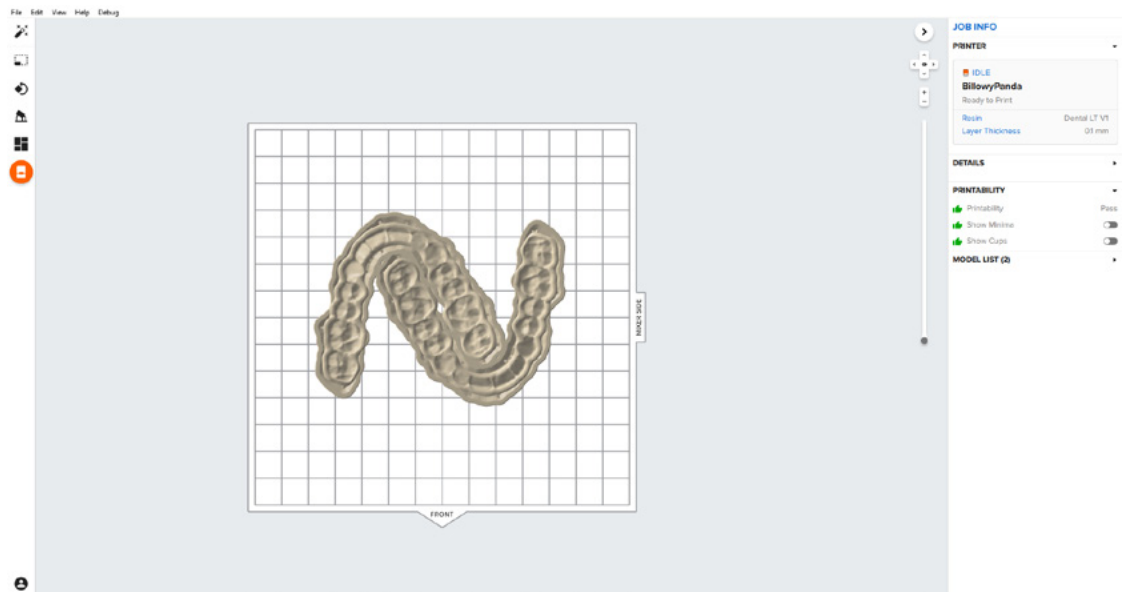 File Edit View Help Debug
JOB INFO
PRINTER
IDLE
BillowyPanda
Ready to Print
Resin Dental LT V1
Layer Thickness 0.1 mm
DETAILS
PRINTABILITY
Printability Pass
Show Minima
Show Cups
MODEL LIST (2)
MIXER SIDE
FRONT